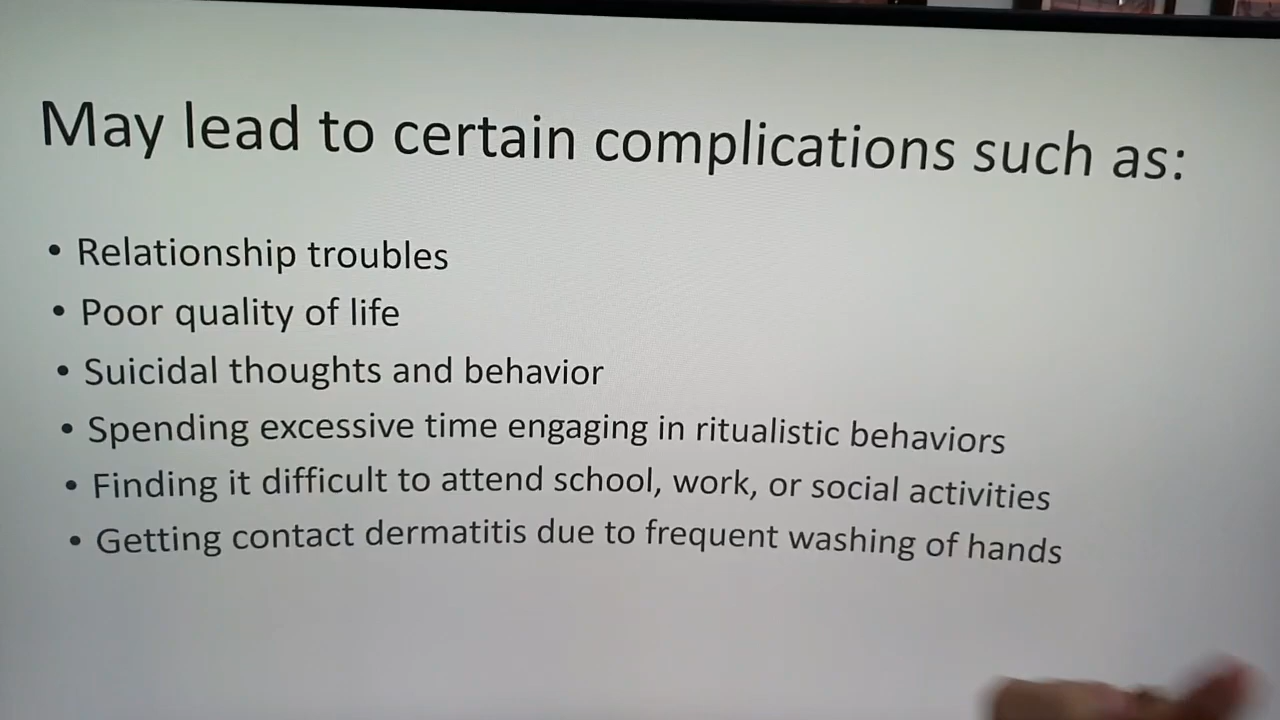 May lead to certain complications such as:
• Relationship troubles
• Poor quality of life
• Suicidal thoughts and behavior
• Spending excessive time engaging in ritualistic behaviors
• Finding it difficult to attend school, work, or social activities
• Getting contact dermatitis due to frequent washing of hands